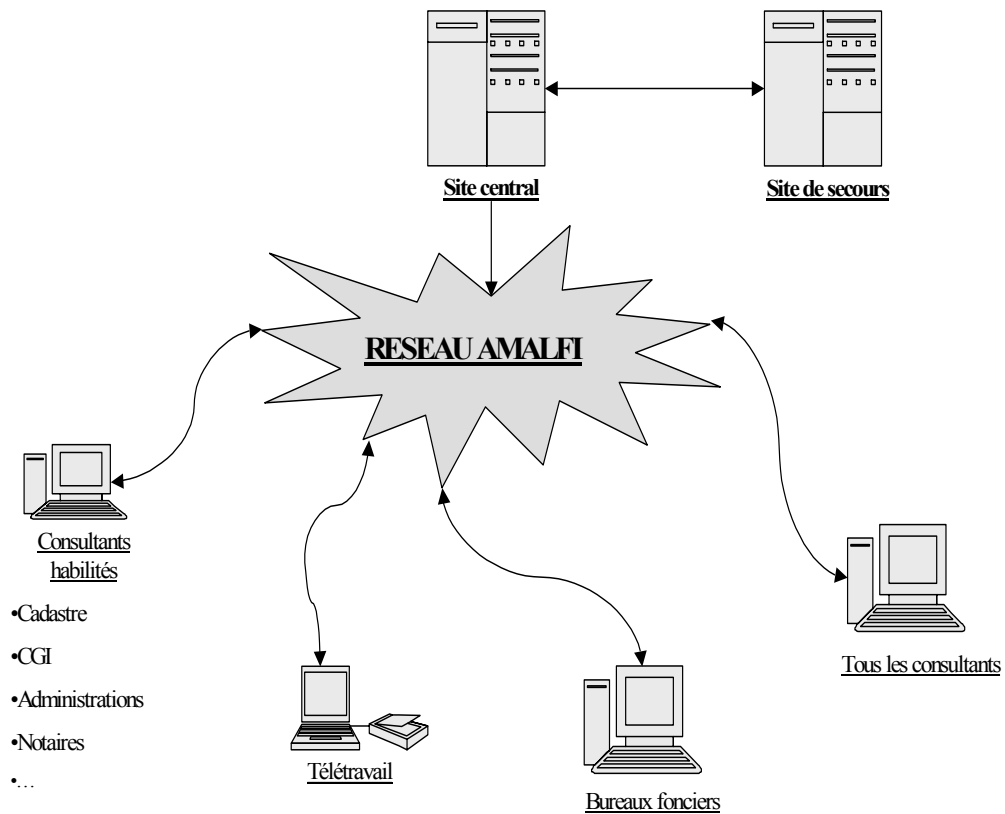 Site central
Site de secours
RESEAU AMALFI
Consultants
habilités
•Cadastre
•CGI
•Administrations
•Notaires
•…
Télétravail
Bureaux fonciers
Tous les consultants